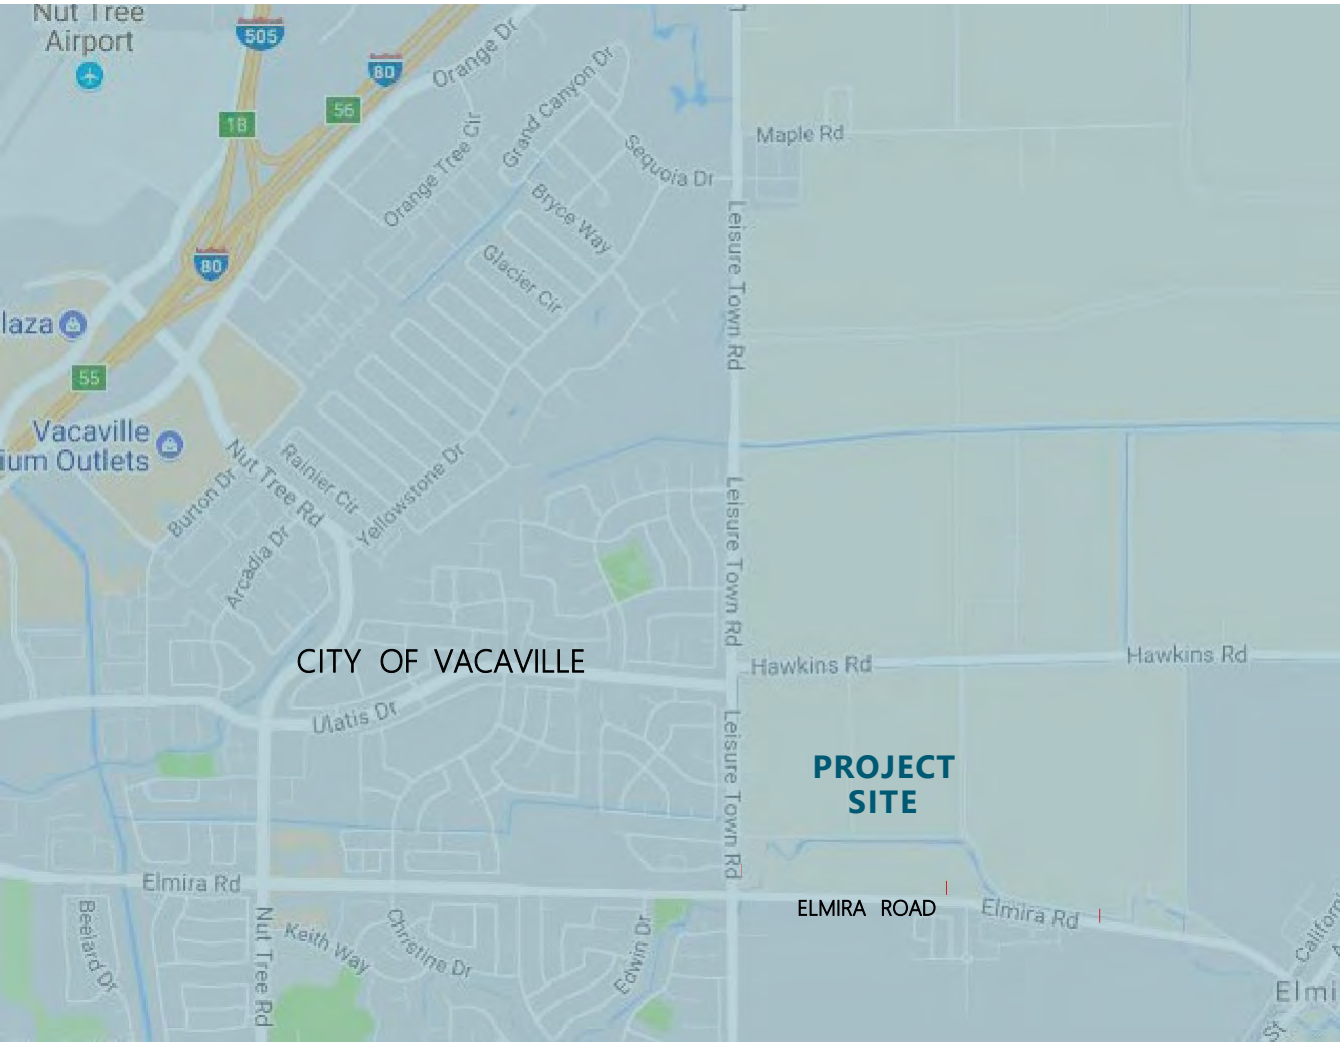 Nut Tree
Airport
505
80
Orange Dr
56
1B
Grand Canyon Dr
Orange Tree Cir
Maple Rd
Sequoia Dr
Bryce Way
Leisure Town Rd
80
Glacier Cir
laza
55
Vacaville
ium Outlets
Nut Tree Rd
Rainier Cir
Yellowstone Dr
Burton Dr
Arcadia Dr
Leisure Town Rd
CITY OF VACAVILLE
Hawkins Rd
Hawkins Rd
Ulatis Dr
Leisure Town Rd
PROJECT
SITE
Elmira Rd
ELMIRA ROAD
Elmira Rd
Beelard Dr
Nut Tree Rd
Keith Way
Christine Dr
Edwin Dr
Californ
Elmi
St